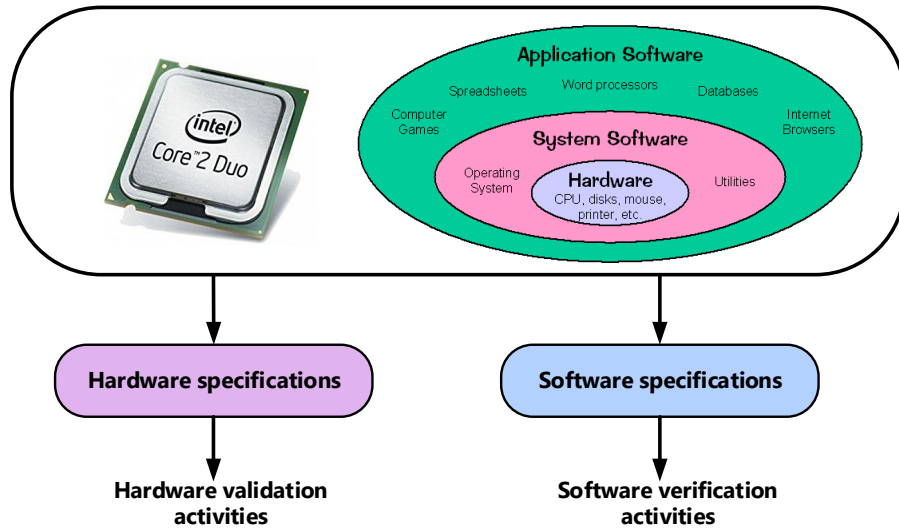 Application Software
Spreadsheets
Word processors
Databases
Computer
Games
Internet
Browsers
System Software
Operating
System
Utilities
Hardware
CPU, disks, mouse,
printer, etc.
intel
Core™2 Duo
Hardware specifications
Software specifications
Hardware validation
activities
Software verification
activities